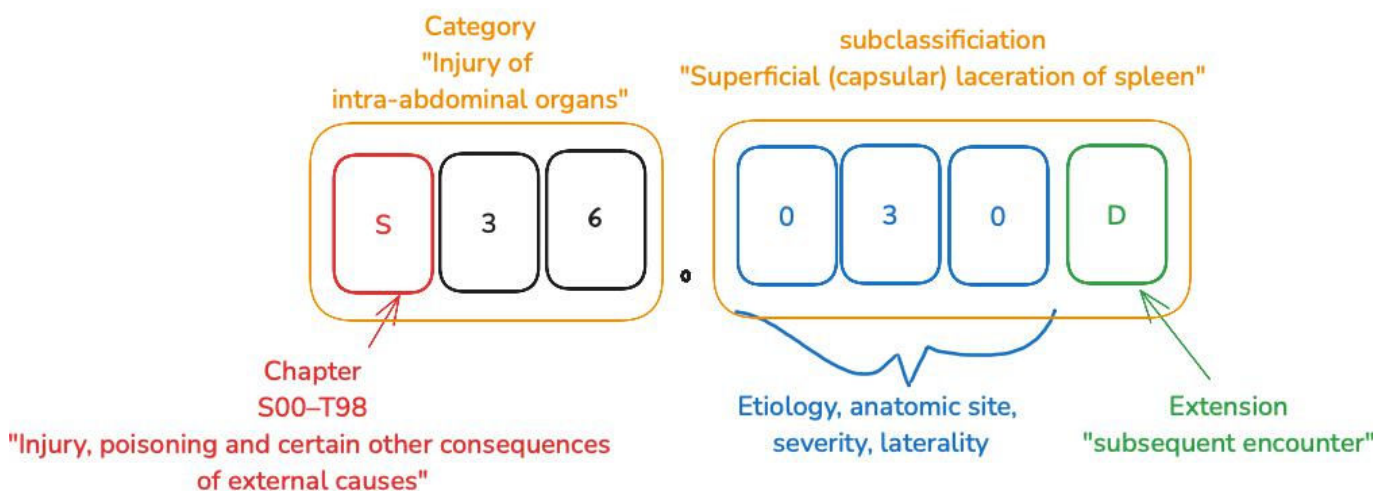 Category
"Injury of
intra-abdominal organs"
subclassificiation
"Superficial (capsular) laceration of spleen"
S 3 6 . 0 3 0 D
Chapter
S00–T98
"Injury, poisoning and certain other consequences
of external causes"
Etiology, anatomic site,
severity, laterality
Extension
"subsequent encounter"